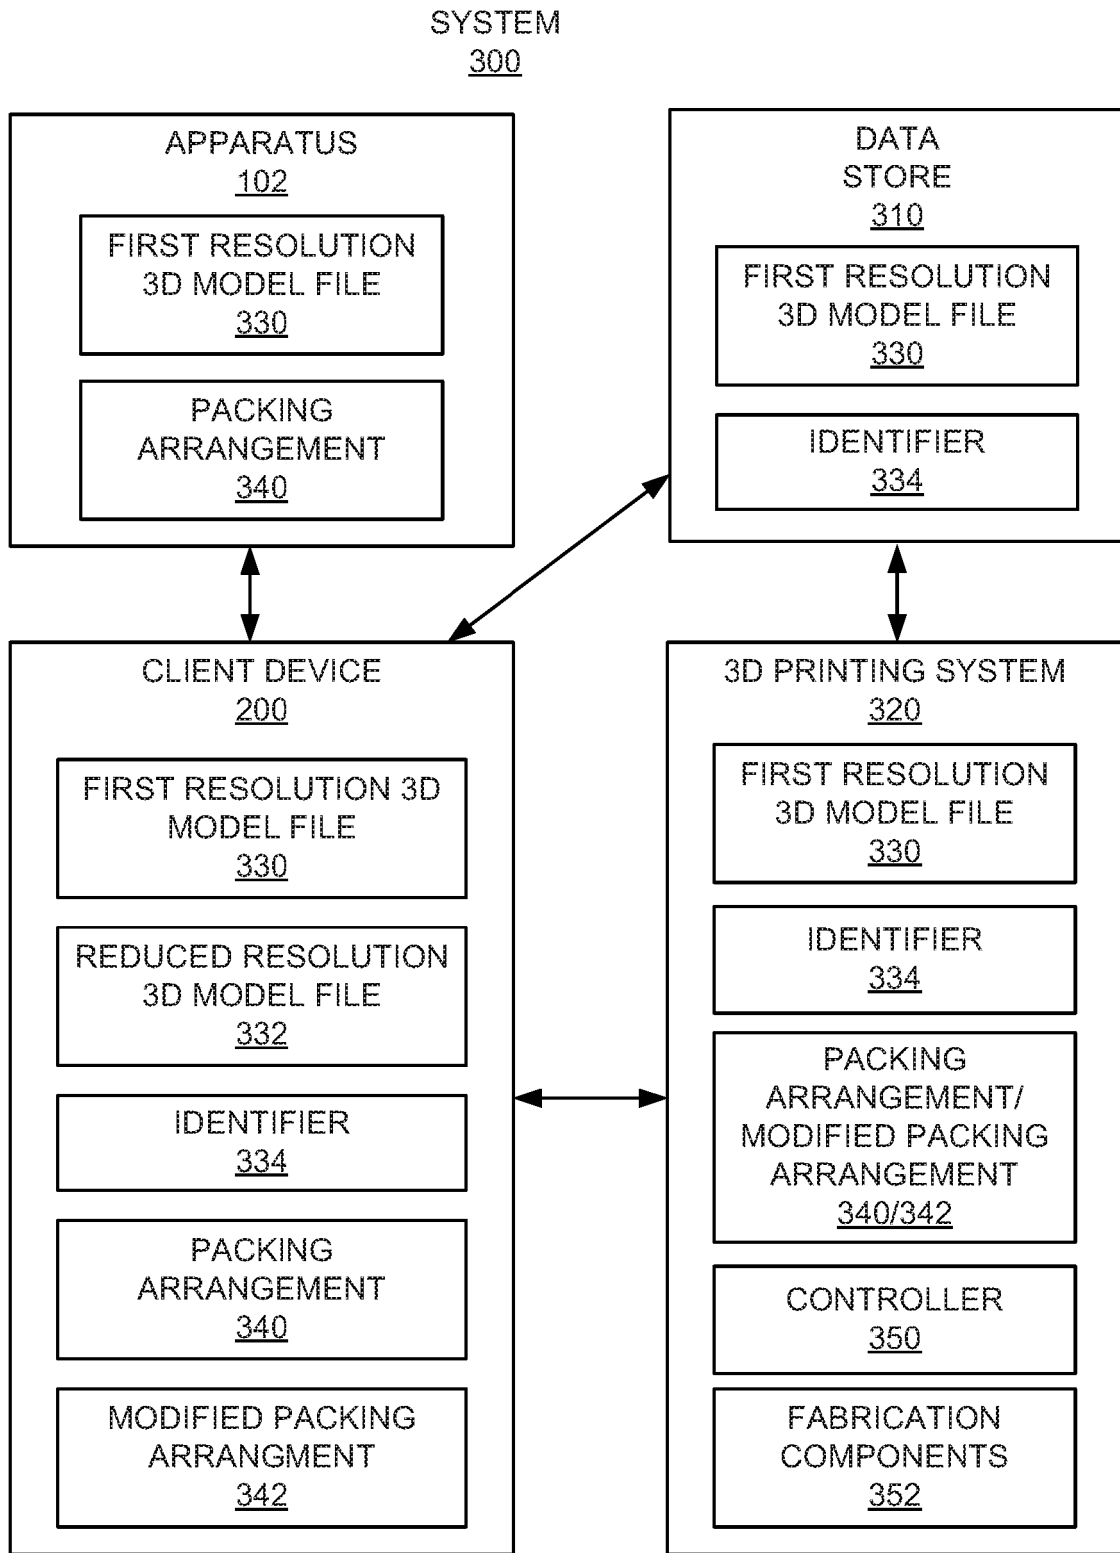 SYSTEM
300
APPARATUS
102
FIRST RESOLUTION
3D MODEL FILE
330
PACKING
ARRANGEMENT
340
DATA
STORE
310
FIRST RESOLUTION
3D MODEL FILE
330
IDENTIFIER
334
CLIENT DEVICE
200
FIRST RESOLUTION 3D
MODEL FILE
330
REDUCED RESOLUTION
3D MODEL FILE
332
IDENTIFIER
334
PACKING
ARRANGEMENT
340
MODIFIED PACKING
ARRANGMENT
342
3D PRINTING SYSTEM
320
FIRST RESOLUTION
3D MODEL FILE
330
IDENTIFIER
334
PACKING
ARRANGEMENT/
MODIFIED PACKING
ARRANGEMENT
340/342
CONTROLLER
350
FABRICATION
COMPONENTS
352